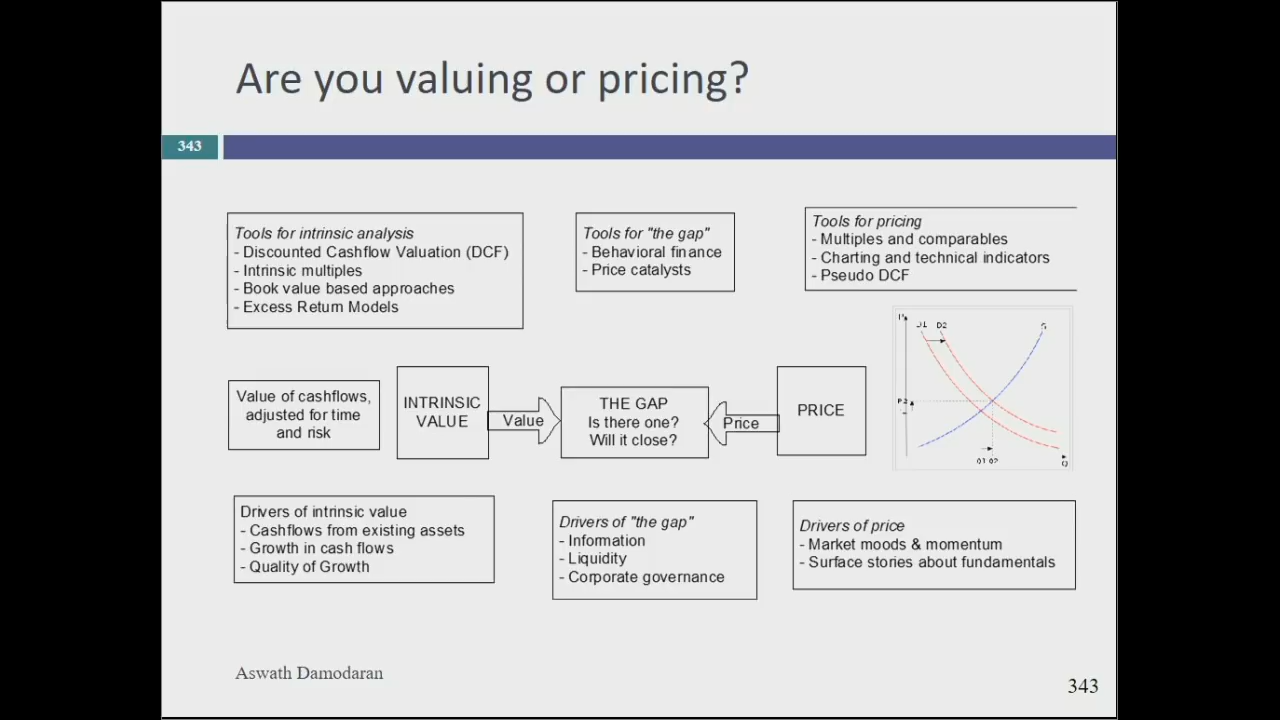 Are you valuing or pricing?
343
Tools for intrinsic analysis
- Discounted Cashflow Valuation (DCF)
- Intrinsic multiples
- Book value based approaches
- Excess Return Models
Tools for "the gap"
- Behavioral finance
- Price catalysts
Tools for pricing
- Multiples and comparables
- Charting and technical indicators
- Pseudo DCF
Value of cashflows,
adjusted for time
and risk
INTRINSIC
VALUE
Value
THE GAP
Is there one?
Will it close?
Price
PRICE
D1 D2
S
Q
Drivers of intrinsic value
- Cashflows from existing assets
- Growth in cash flows
- Quality of Growth
Drivers of "the gap"
- Information
- Liquidity
- Corporate governance
Drivers of price
- Market moods & momentum
- Surface stories about fundamentals
Aswath Damodaran
343